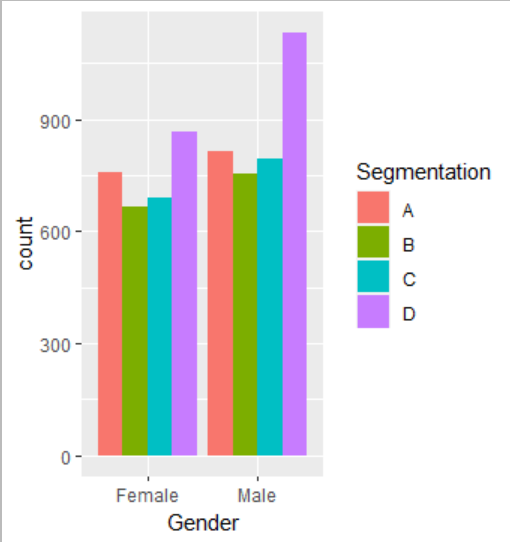 900
600
300
0
count
Female Male
Gender
Segmentation
A
B
C
D